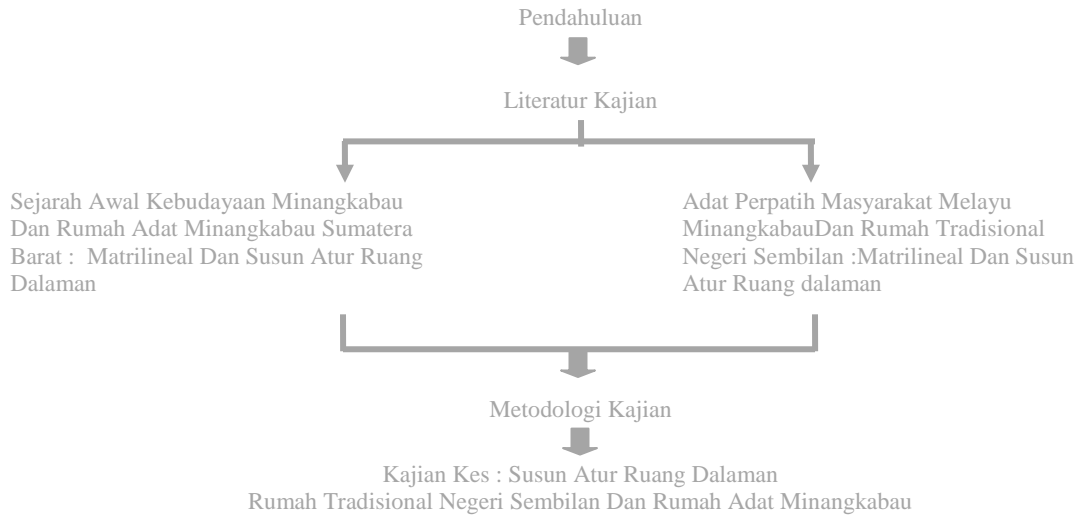 Pendahuluan
Literatur Kajian
Sejarah Awal Kebudayaan Minangkabau
Dan Rumah Adat Minangkabau Sumatera
Barat : Matrilineal Dan Susun Atur Ruang
Dalaman
Adat Perpatih Masyarakat Melayu
MinangkabauDan Rumah Tradisional
Negeri Sembilan :Matrilineal Dan Susun
Atur Ruang dalaman
Metodologi Kajian
Kajian Kes : Susun Atur Ruang Dalaman
Rumah Tradisional Negeri Sembilan Dan Rumah Adat Minangkabau